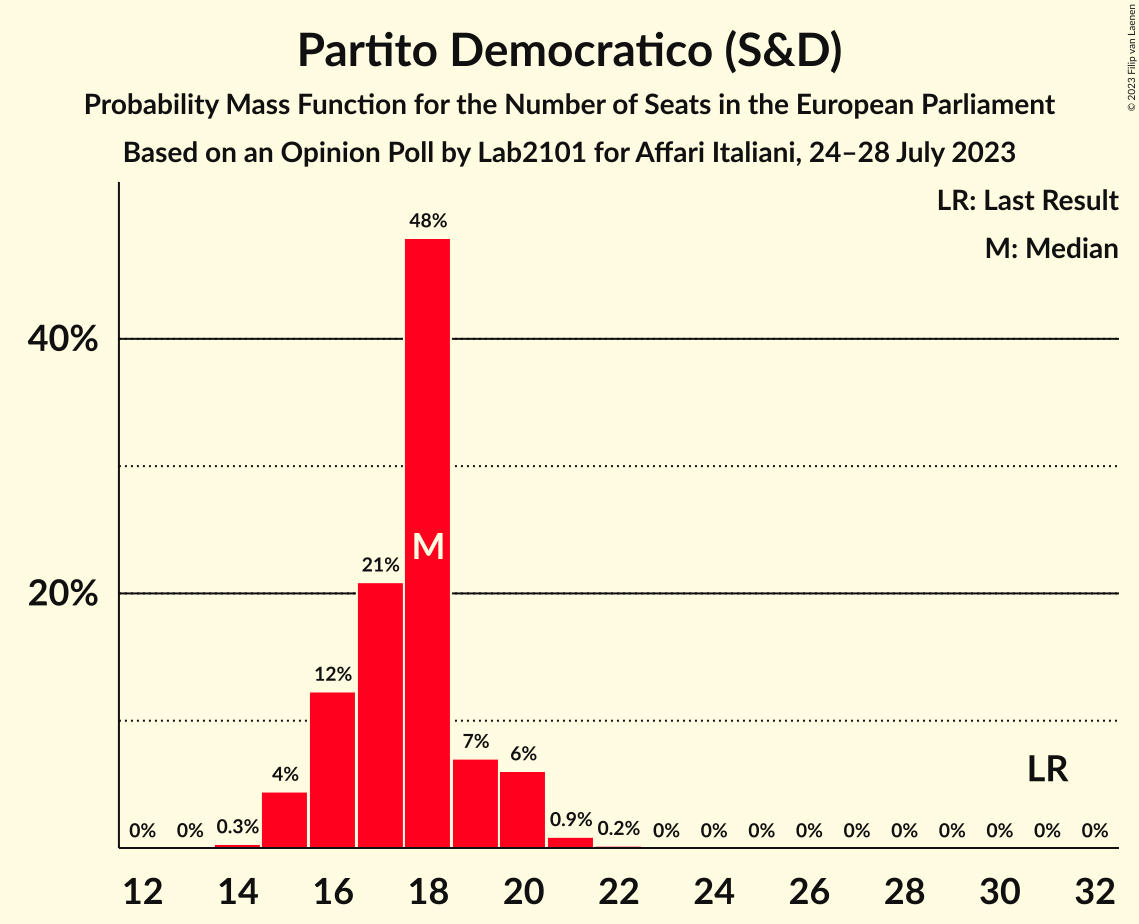 Partito Democratico (S&D)
Probability Mass Function for the Number of Seats in the European Parliament
Based on an Opinion Poll by Lab2101 for Affari Italiani, 24–28 July 2023
© 2023 Filip van Laenen
LR: Last Result
M: Median
48%
40%
M
21%
20%
12%
7%
6%
4%
LR
0% 0% 0.3% 0.9% 0.2% 0% 0% 0% 0% 0% 0% 0% 0% 0% 0%
12 14 16 18 20 22 24 26 28 30 32